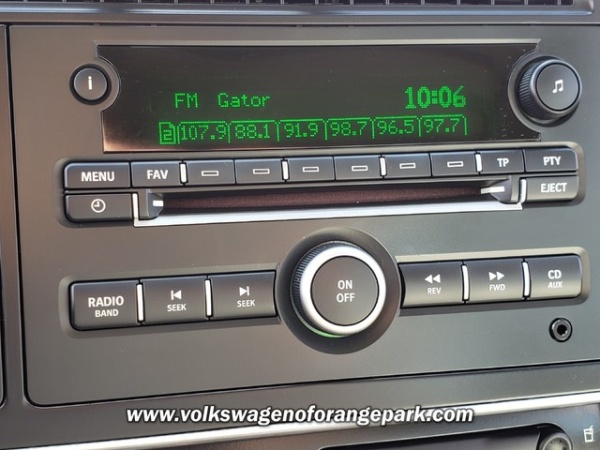 i
FM Gator 10:06
2 107.9 88.1 91.9 98.7 96.5 97.7
MENU FAV TP PTY
EJECT
RADIO BAND SEEK SEEK ON OFF REV FWD CD AUX
www.volkswagenoforangepark.com